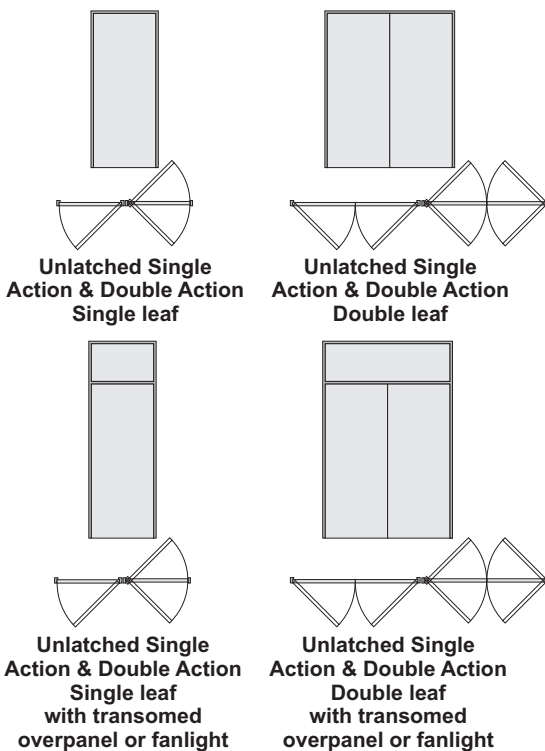 Unlatched Single
Action & Double Action
Single leaf
Unlatched Single
Action & Double Action
Double leaf
Unlatched Single
Action & Double Action
Single leaf
with transomed
overpanel or fanlight
Unlatched Single
Action & Double Action
Double leaf
with transomed
overpanel or fanlight